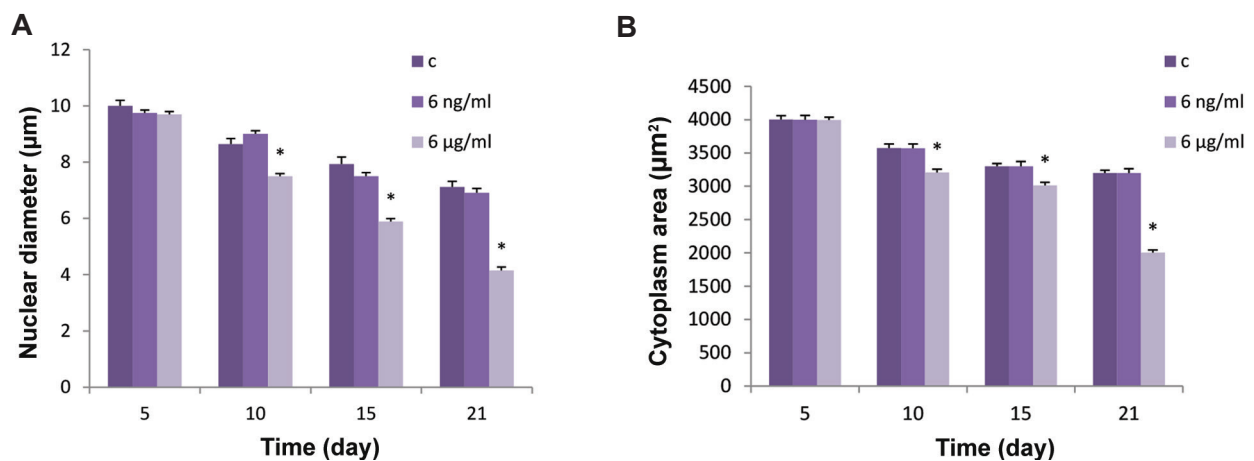 A
Nuclear diameter (µm)
12
10
8
6
4
2
0
c
6 ng/ml
6 µg/ml
*
*
*
5 10 15 21
Time (day)
B
Cytoplasm area (µm²)
4500
4000
3500
3000
2500
2000
1500
1000
500
0
c
6 ng/ml
6 µg/ml
*
*
*
5 10 15 21
Time (day)